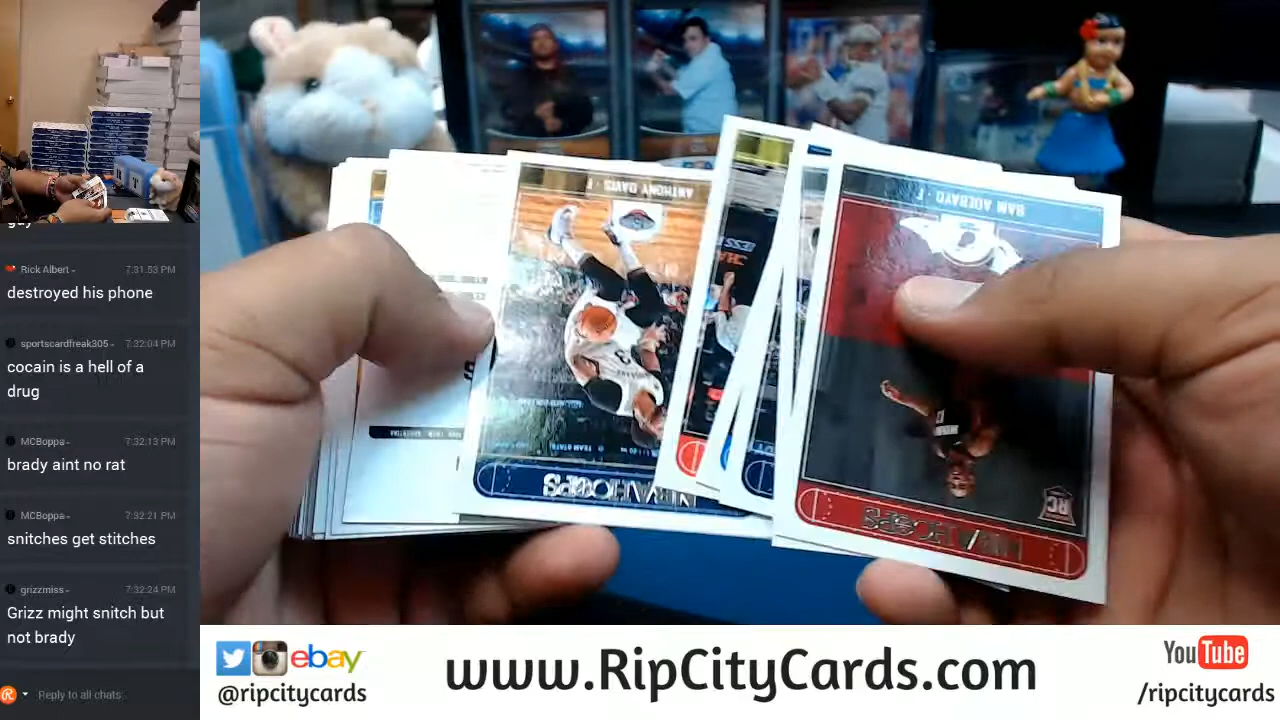 guy
Rick Albert 7:31:53 PM
destroyed his phone
sportscardfreak305 7:32:04 PM
cocain is a hell of a
drug
MCBoppa 7:32:13 PM
brady aint no rat
MCBoppa 7:32:21 PM
snitches get stitches
grizzmiss 7:32:24 PM
Grizz might snitch but
not brady
Reply to all chats.
ANTHONY DAVIS · F
NBA HOOPS
BAM ADEBAYO · F
RC
NBA HOOPS
ebay
@ripcitycards
www.RipCityCards.com
YouTube
/ripcitycards